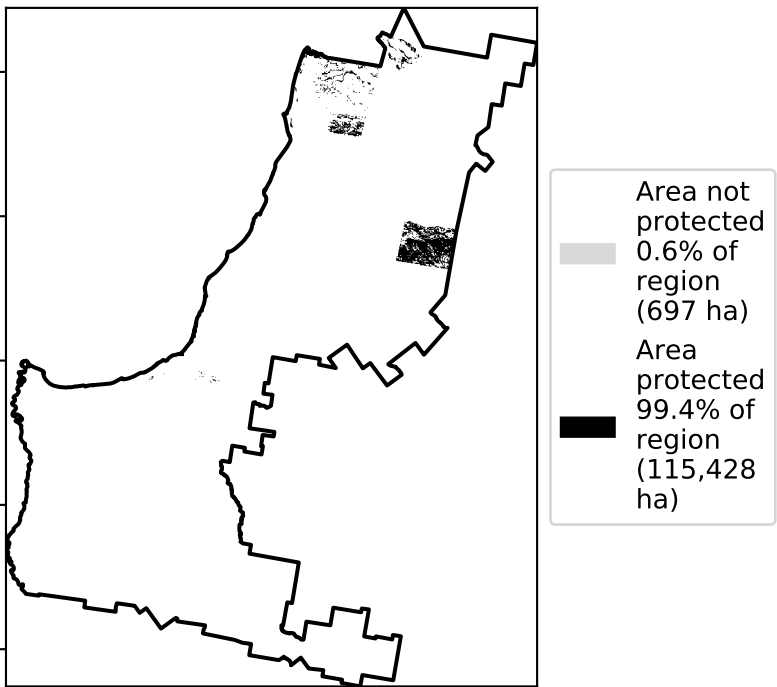 Area not
protected
0.6% of
region
(697 ha)
Area
protected
99.4% of
region
(115,428
ha)